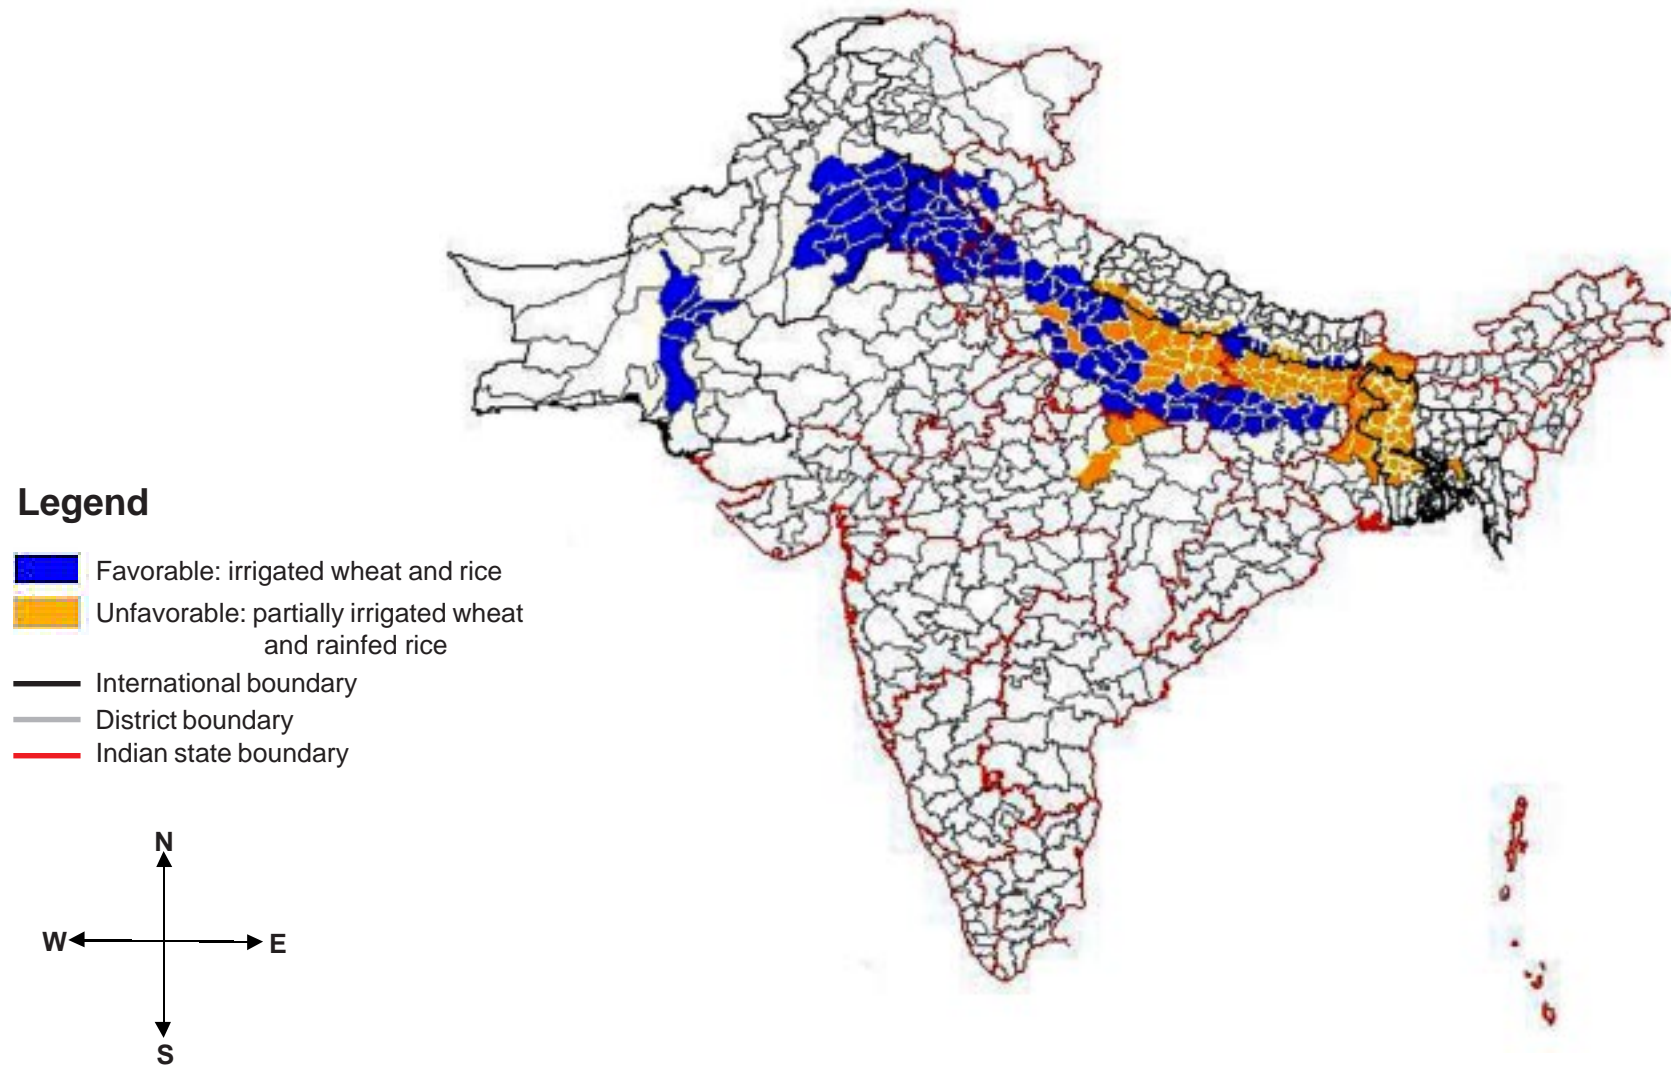 Legend
Favorable: irrigated wheat and rice
Unfavorable: partially irrigated wheat
and rainfed rice
International boundary
District boundary
Indian state boundary
N
W
E
S